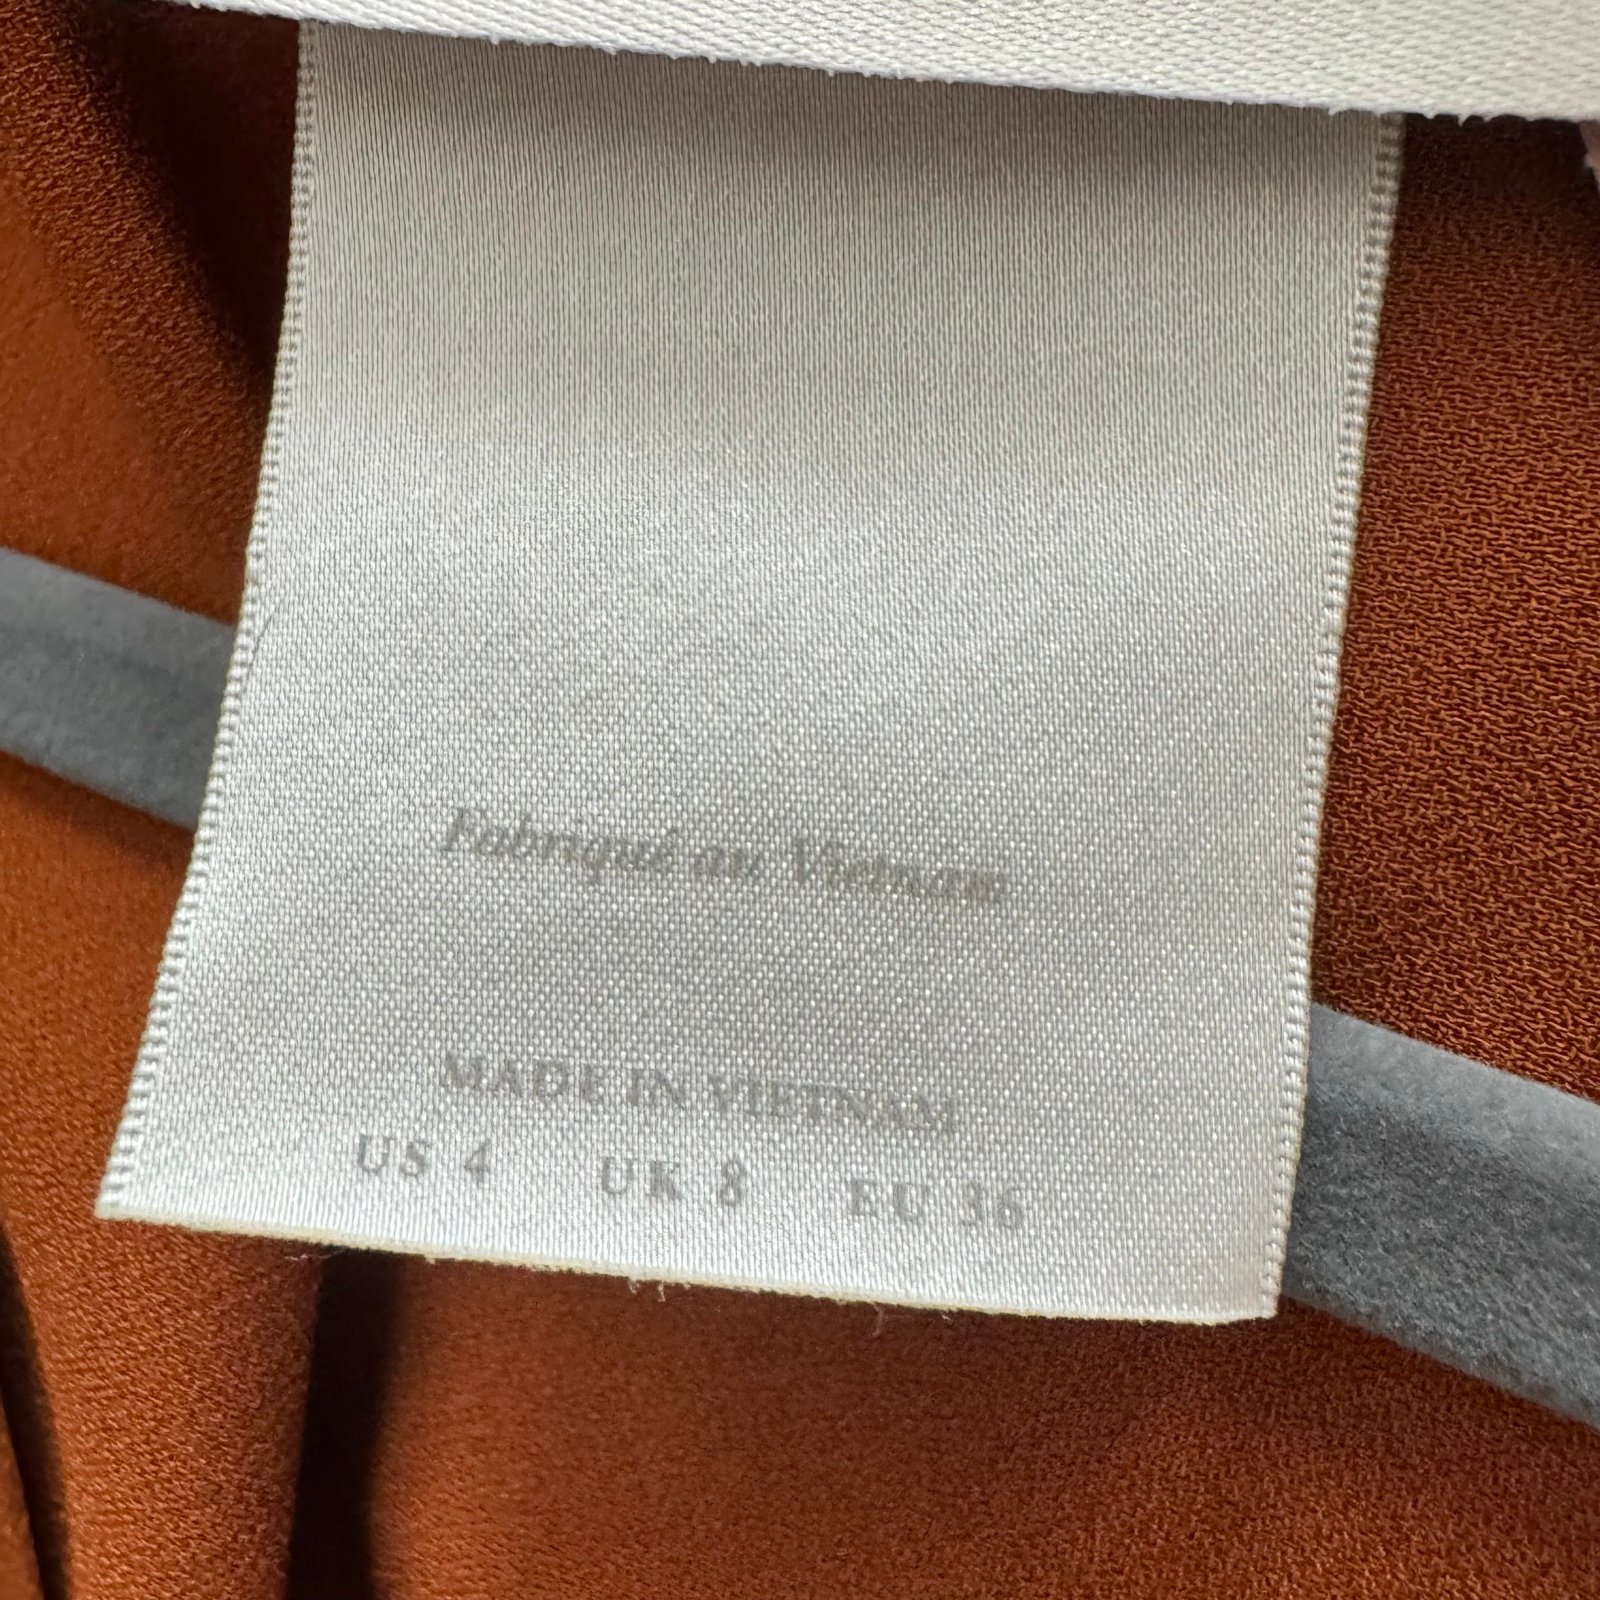 Fabriqué au Vietnam
MADE IN VIETNAM
US 4 UK 8 EU 36